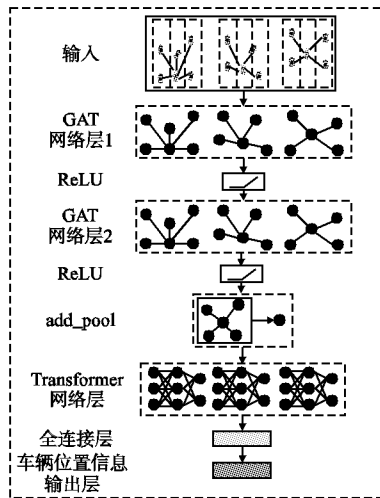 输入
GAT
网络层1
ReLU
GAT
网络层2
ReLU
add_pool
Transformer
网络层
全连接层
车辆位置信息
输出层